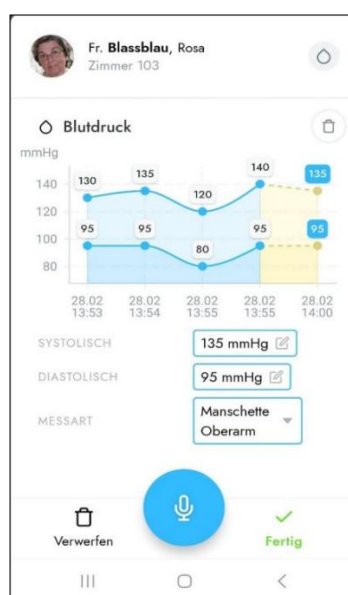 Fr. Blassblau, Rosa
Zimmer 103
Blutdruck
mmHg
140
120
100
80
130
135
120
140
135
95
95
80
95
95
28.02 28.02 28.02 28.02 28.02
13:53 13:54 13:55 13:55 14:00
SYSTOLISCH
135 mmHg
DIASTOLISCH
95 mmHg
MESSART
Manschette
Oberarm
Verwerfen
Fertig